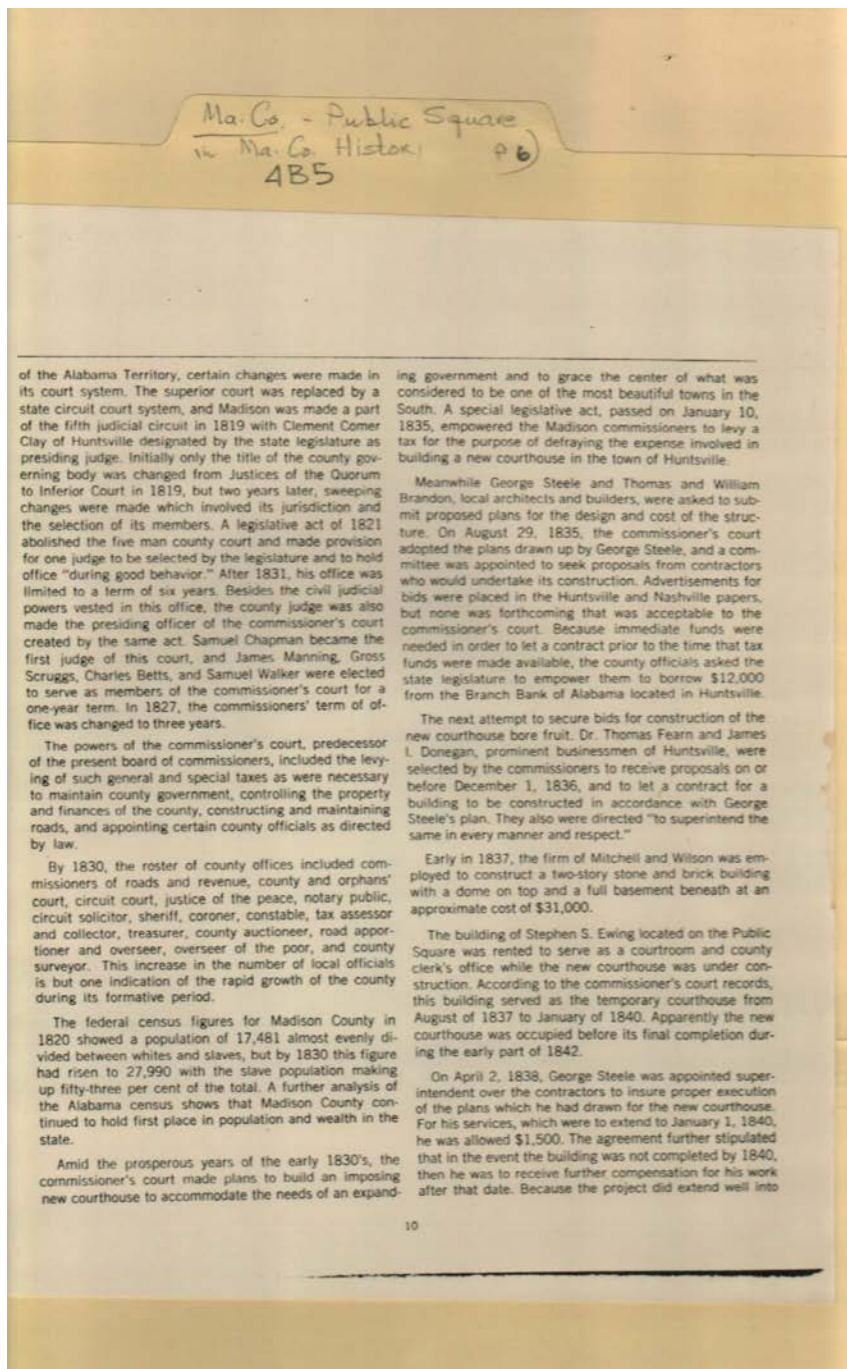 Ma. Co. - Public Square
in Ma. Co. Histor p 6)
4B5
of the Alabama Territory, certain changes were made in
its court system. The superior court was replaced by a
state circuit court system, and Madison was made a part
of the fifth judicial circuit in 1819 with Clement Comer
Clay of Huntsville designated by the state legislature as
presiding judge. Initially only the title of the county gov-
erning body was changed from Justices of the Quorum
to Inferior Court in 1819, but two years later, sweeping
changes were made which involved its jurisdiction and
the selection of its members. A legislative act of 1821
abolished the five man county court and made provision
for one judge to be selected by the legislature and to hold
office "during good behavior." After 1831, his office was
limited to a term of six years. Besides the civil judicial
powers vested in this office, the county judge was also
made the presiding officer of the commissioner's court
created by the same act. Samuel Chapman became the
first judge of this court, and James Manning, Gross
Scruggs, Charles Betts, and Samuel Walker were elected
to serve as members of the commissioner's court for a
one-year term. In 1827, the commissioners' term of of-
fice was changed to three years.
The powers of the commissioner's court, predecessor
of the present board of commissioners, included the levy-
ing of such general and special taxes as were necessary
to maintain county government, controlling the property
and finances of the county, constructing and maintaining
roads, and appointing certain county officials as directed
by law.
By 1830, the roster of county offices included com-
missioners of roads and revenue, county and orphans'
court, circuit court, justice of the peace, notary public,
circuit solicitor, sheriff, coroner, constable, tax assessor
and collector, treasurer, county auctioneer, road appor-
tioner and overseer, overseer of the poor, and county
surveyor. This increase in the number of local officials
is but one indication of the rapid growth of the county
during its formative period.
The federal census figures for Madison County in
1820 showed a population of 17,481 almost evenly di-
vided between whites and slaves, but by 1830 this figure
had risen to 27,990 with the slave population making
up fifty-three per cent of the total. A further analysis of
the Alabama census shows that Madison County con-
tinued to hold first place in population and wealth in the
state.
Amid the prosperous years of the early 1830's, the
commissioner's court made plans to build an imposing
new courthouse to accommodate the needs of an expand-
ing government and to grace the center of what was
considered to be one of the most beautiful towns in the
South. A special legislative act, passed on January 10,
1835, empowered the Madison commissioners to levy a
tax for the purpose of defraying the expense involved in
building a new courthouse in the town of Huntsville.
Meanwhile George Steele and Thomas and William
Brandon, local architects and builders, were asked to sub-
mit proposed plans for the design and cost of the struc-
ture. On August 29, 1835, the commissioner's court
adopted the plans drawn up by George Steele, and a com-
mittee was appointed to seek proposals from contractors
who would undertake its construction. Advertisements for
bids were placed in the Huntsville and Nashville papers,
but none was forthcoming that was acceptable to the
commissioner's court. Because immediate funds were
needed in order to let a contract prior to the time that tax
funds were made available, the county officials asked the
state legislature to empower them to borrow $12,000
from the Branch Bank of Alabama located in Huntsville.
The next attempt to secure bids for construction of the
new courthouse bore fruit. Dr. Thomas Fearn and James
I. Donegan, prominent businessmen of Huntsville, were
selected by the commissioners to receive proposals on or
before December 1, 1836, and to let a contract for a
building to be constructed in accordance with George
Steele's plan. They also were directed "to superintend the
same in every manner and respect."
Early in 1837, the firm of Mitchell and Wilson was em-
ployed to construct a two-story stone and brick building
with a dome on top and a full basement beneath at an
approximate cost of $31,000.
The building of Stephen S. Ewing located on the Public
Square was rented to serve as a courtroom and county
clerk's office while the new courthouse was under con-
struction. According to the commissioner's court records,
this building served as the temporary courthouse from
August of 1837 to January of 1840. Apparently the new
courthouse was occupied before its final completion dur-
ing the early part of 1842.
On April 2, 1838, George Steele was appointed super-
intendent over the contractors to insure proper execution
of the plans which he had drawn for the new courthouse.
For his services, which were to extend to January 1, 1840,
he was allowed $1,500. The agreement further stipulated
that in the event the building was not completed by 1840,
then he was to receive further compensation for his work
after that date. Because the project did extend well into
10